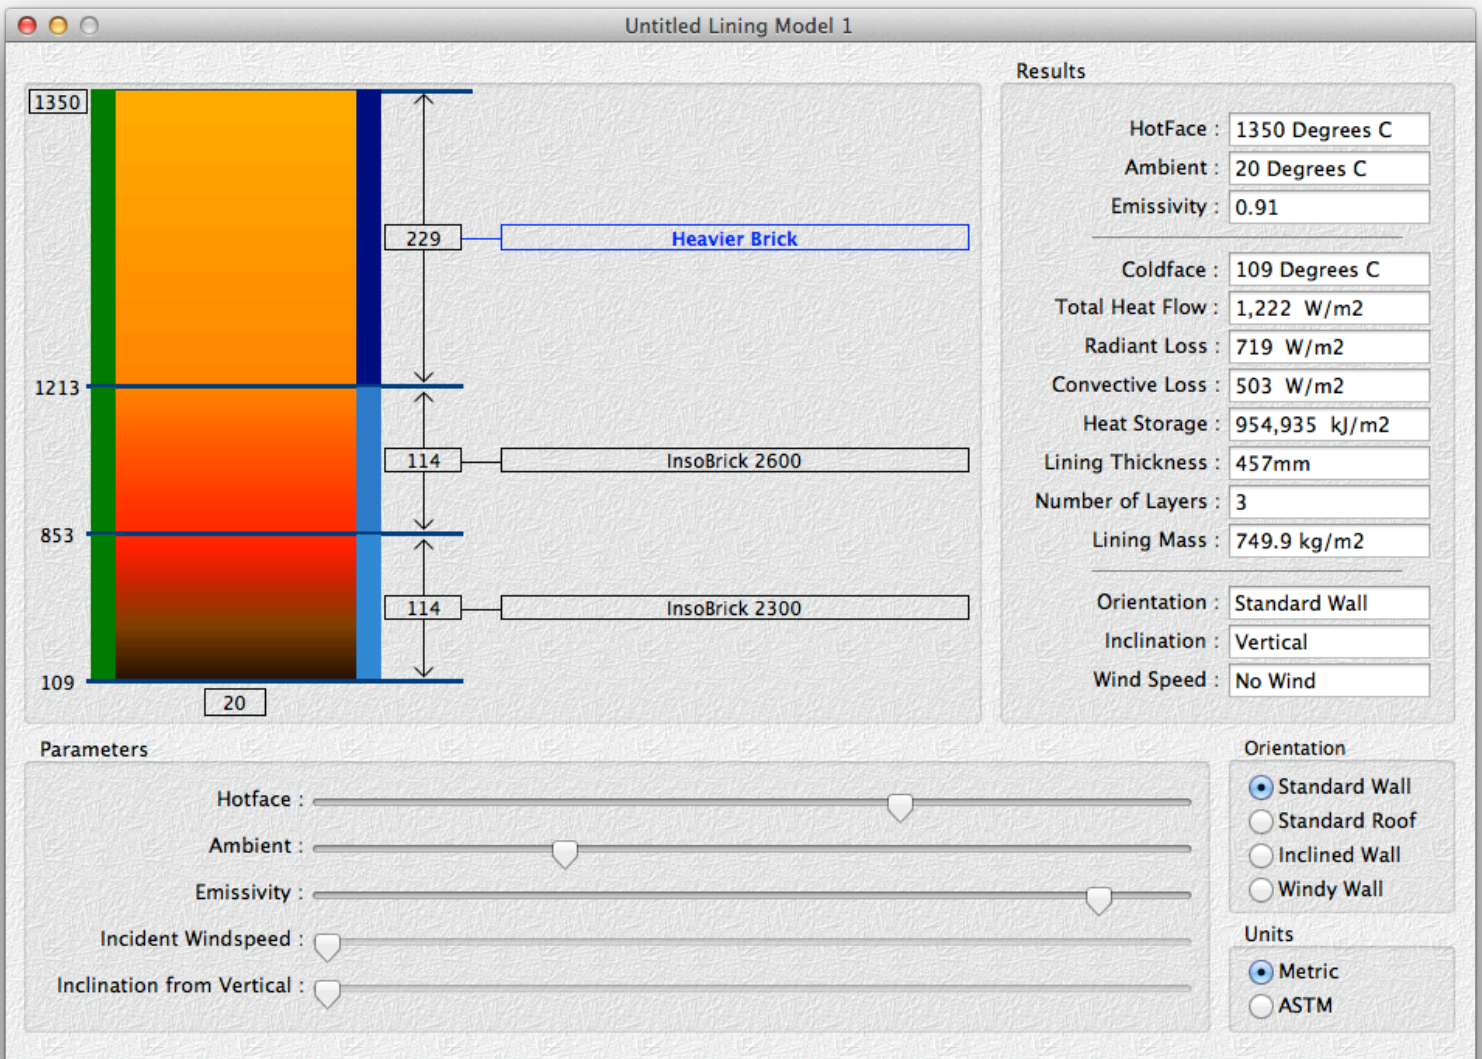 Untitled Lining Model 1
1350
229
Heavier Brick
1213
114
InsoBrick 2600
853
114
InsoBrick 2300
109
20
Results
HotFace : 1350 Degrees C
Ambient : 20 Degrees C
Emissivity : 0.91
Coldface : 109 Degrees C
Total Heat Flow : 1,222 W/m2
Radiant Loss : 719 W/m2
Convective Loss : 503 W/m2
Heat Storage : 954,935 kJ/m2
Lining Thickness : 457mm
Number of Layers : 3
Lining Mass : 749.9 kg/m2
Orientation : Standard Wall
Inclination : Vertical
Wind Speed : No Wind
Parameters
Hotface :
Ambient :
Emissivity :
Incident Windspeed :
Inclination from Vertical :
Orientation
Standard Wall
Standard Roof
Inclined Wall
Windy Wall
Units
Metric
ASTM